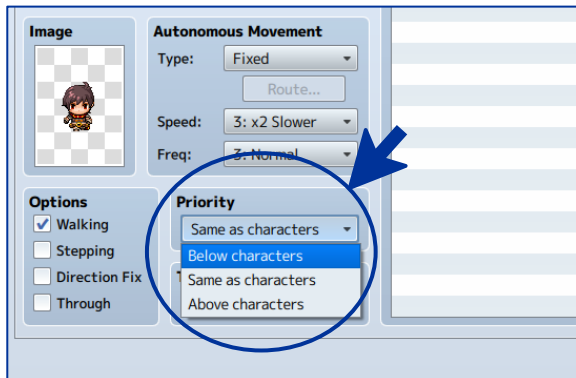 Image
Autonomous Movement
Type: Fixed
Route...
Speed: 3: x2 Slower
Freq: 3: Normal
Options
Walking
Stepping
Direction Fix
Through
Priority
Same as characters
Below characters
Same as characters
Above characters